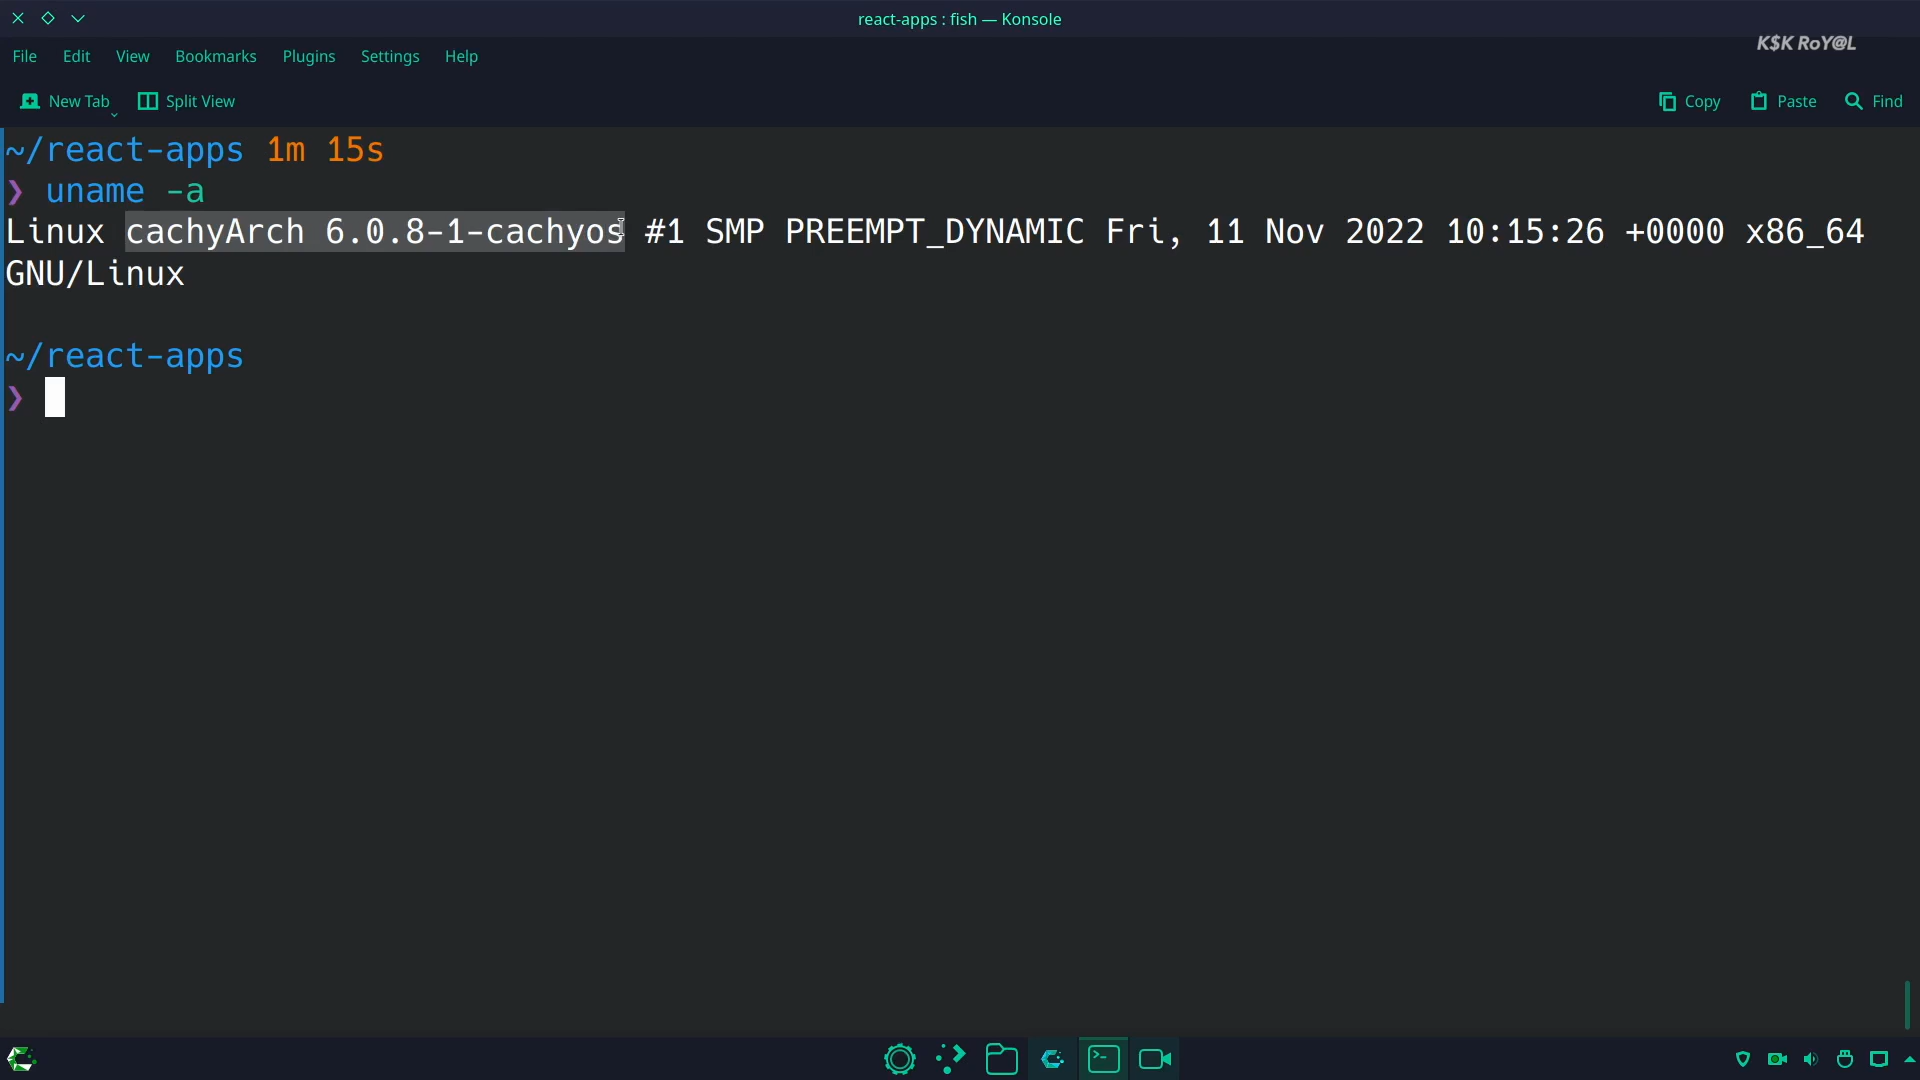 react-apps : fish — Konsole
K$K RoY@L
File Edit View Bookmarks Plugins Settings Help
New Tab Split View Copy Paste Find
~/react-apps 1m 15s
❯ uname -a
Linux cachyArch 6.0.8-1-cachyos #1 SMP PREEMPT_DYNAMIC Fri, 11 Nov 2022 10:15:26 +0000 x86_64
GNU/Linux
~/react-apps
❯